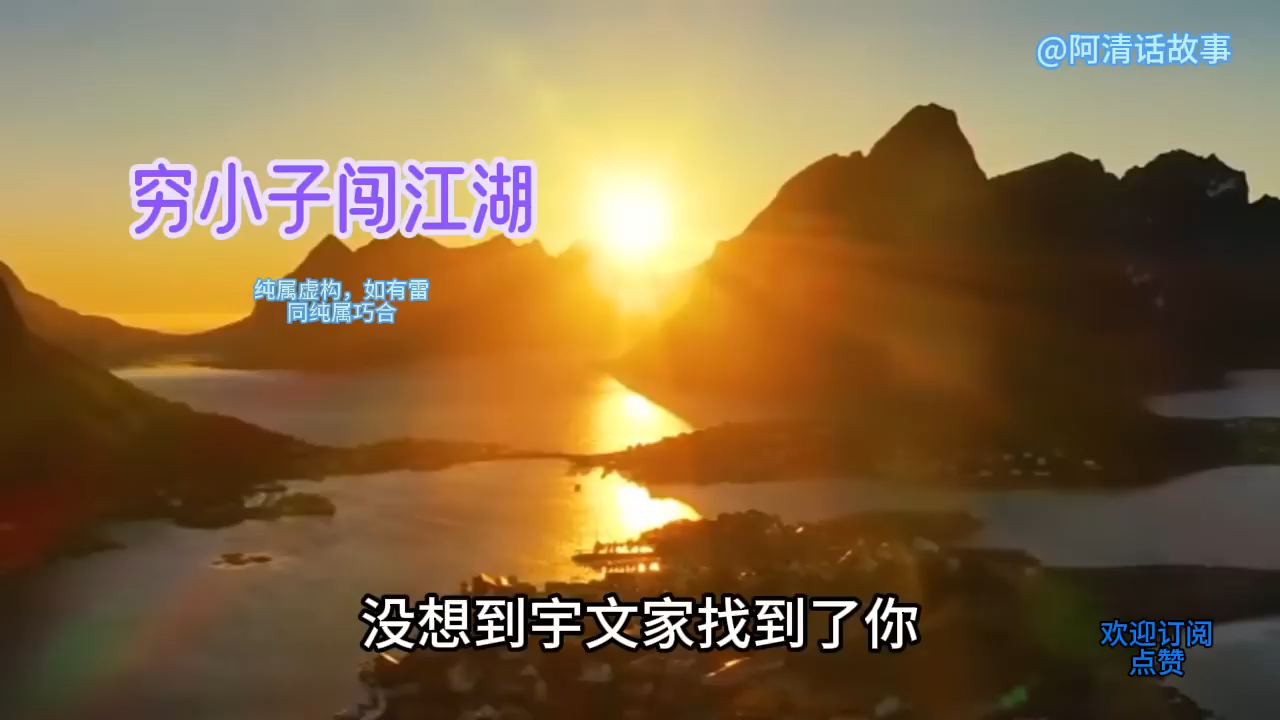 @阿清话故事
穷小子闯江湖
纯属虚构，如有雷
同纯属巧合
没想到宇文家找到了你
欢迎订阅
点赞